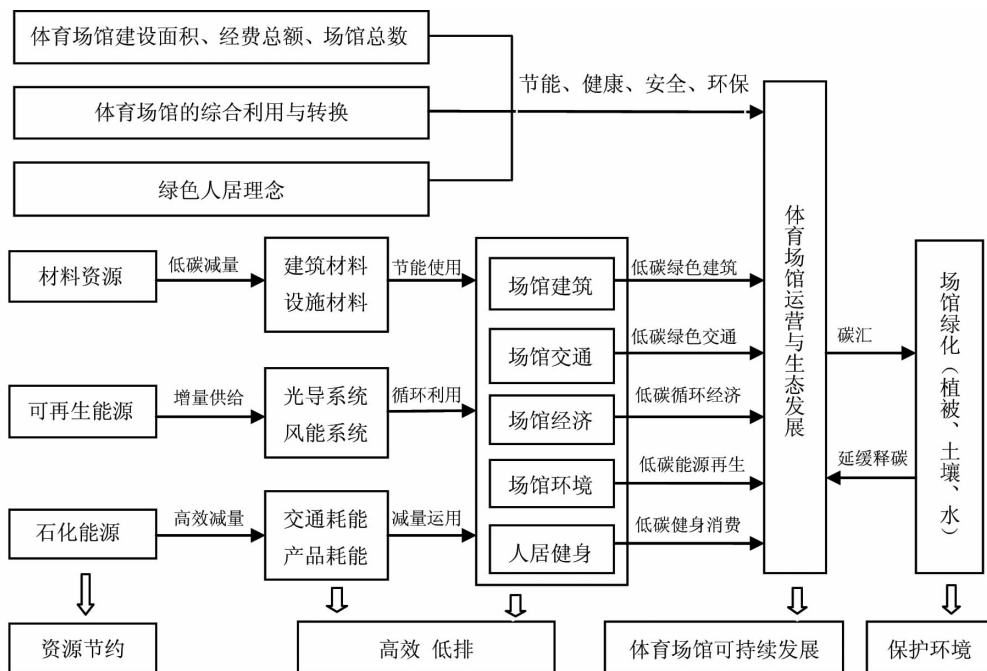 体育场馆建设面积、经费总额、场馆总数
节能、健康、安全、环保
体育场馆的综合利用与转换
绿色人居理念
材料资源
低碳减量
建筑材料
设施材料
节能使用
场馆建筑
低碳绿色建筑
场馆交通
低碳绿色交通
可再生能源
增量供给
光导系统
风能系统
循环利用
场馆经济
低碳循环经济
场馆环境
低碳能源再生
石化能源
高效减量
交通耗能
产品耗能
减量运用
人居健身
低碳健身消费
体育场馆运营与生态发展
碳汇
延缓释碳
场馆绿化（植被、土壤、水）
资源节约
高效 低排
体育场馆可持续发展
保护环境